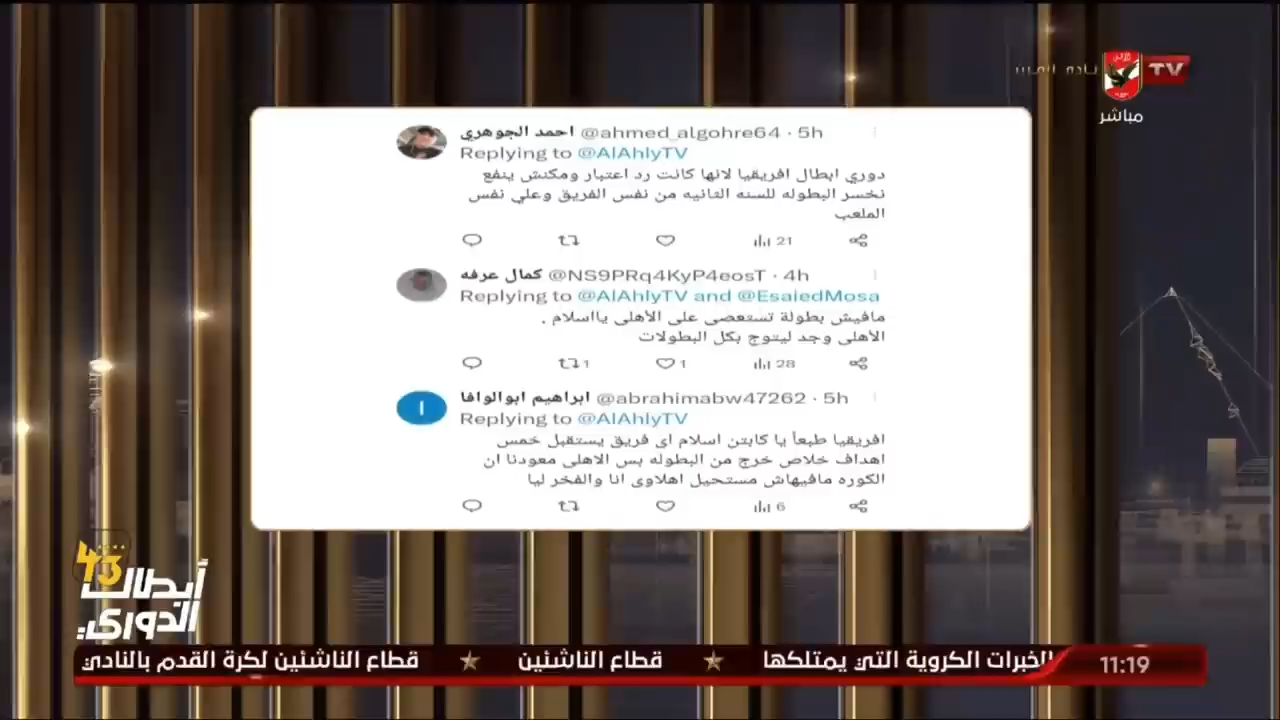 TV
مباشر
احمد الجوهري @ahmed_algohre64 · 5h
Replying to @AlAhlyTV
دوري ابطال افريقيا لانها كانت رد اعتبار ومكنش ينفع
نخسر البطوله للسنه الثانيه من نفس الفريق وعلي نفس
الملعب
21
كمال عرفه @NS9PRq4KyP4eosT · 4h
Replying to @AlAhlyTV and @EsaiedMosa
مافيش بطولة تستعصى على الأهلى يااسلام .
الأهلى وجد ليتوج بكل البطولات
1 1 28
ابراهيم ابوالوافا @abrahimabw47262 · 5h
Replying to @AlAhlyTV
افريقيا طبعاً يا كابتن اسلام اى فريق يستقبل خمس
اهداف خلاص خرج من البطوله بس الاهلى معودنا ان
الكوره مافيهاش مستحيل اهلاوى انا والفخر ليا
6
43
أبطال
الدوري
الخبرات الكروية التي يمتلكها ★ قطاع الناشئين ★ قطاع الناشئين لكرة القدم بالنادي
11:19